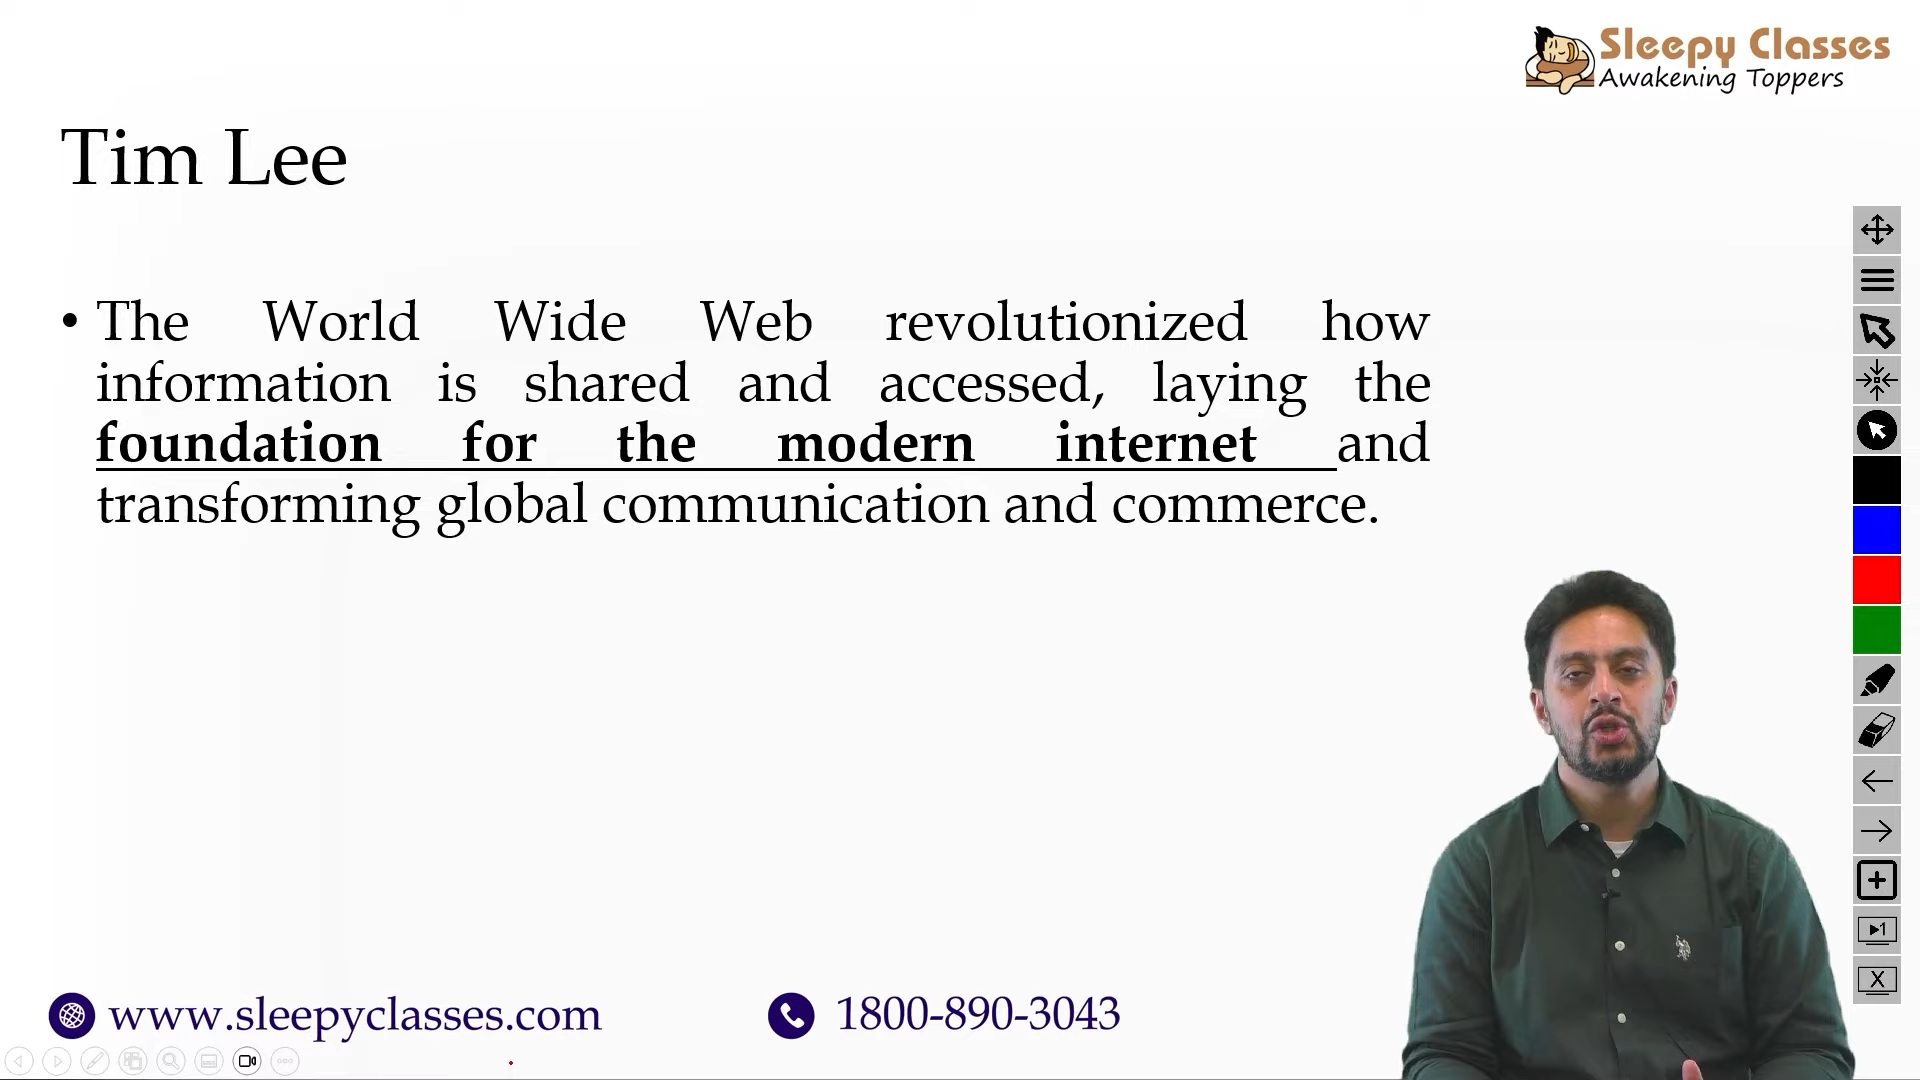 Sleepy Classes
Awakening Toppers
Tim Lee
• The World Wide Web revolutionized how
information is shared and accessed, laying the
foundation for the modern internet and
transforming global communication and commerce.
1
X
www.sleepyclasses.com
1800-890-3043